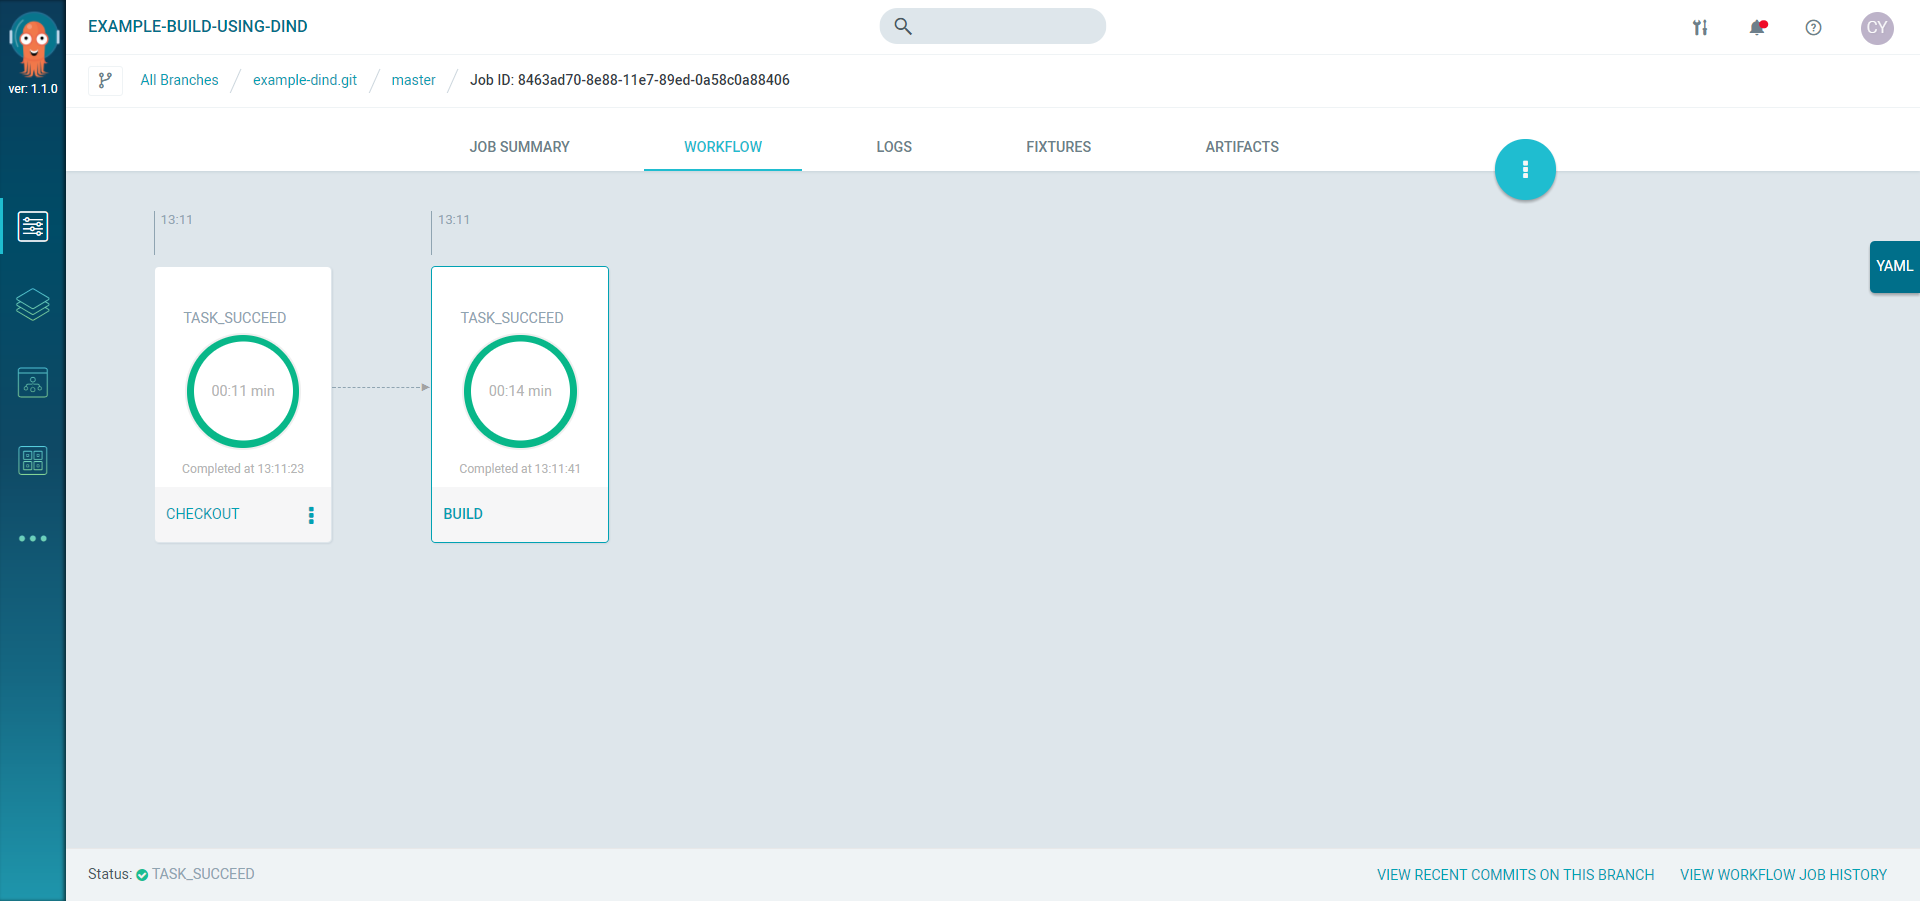 EXAMPLE-BUILD-USING-DIND
CY
ver: 1.1.0
All Branches / example-dind.git / master / Job ID: 8463ad70-8e88-11e7-89ed-0a58c0a88406
JOB SUMMARY
WORKFLOW
LOGS
FIXTURES
ARTIFACTS
YAML
13:11
TASK_SUCCEED
00:11 min
Completed at 13:11:23
CHECKOUT
13:11
TASK_SUCCEED
00:14 min
Completed at 13:11:41
BUILD
Status: TASK_SUCCEED
VIEW RECENT COMMITS ON THIS BRANCH
VIEW WORKFLOW JOB HISTORY